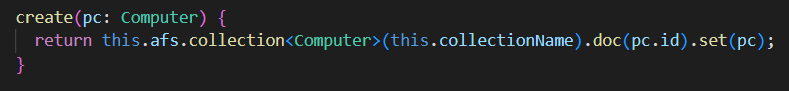 create(pc: Computer) {
  return this.afs.collection<Computer>(this.collectionName).doc(pc.id).set(pc);
}